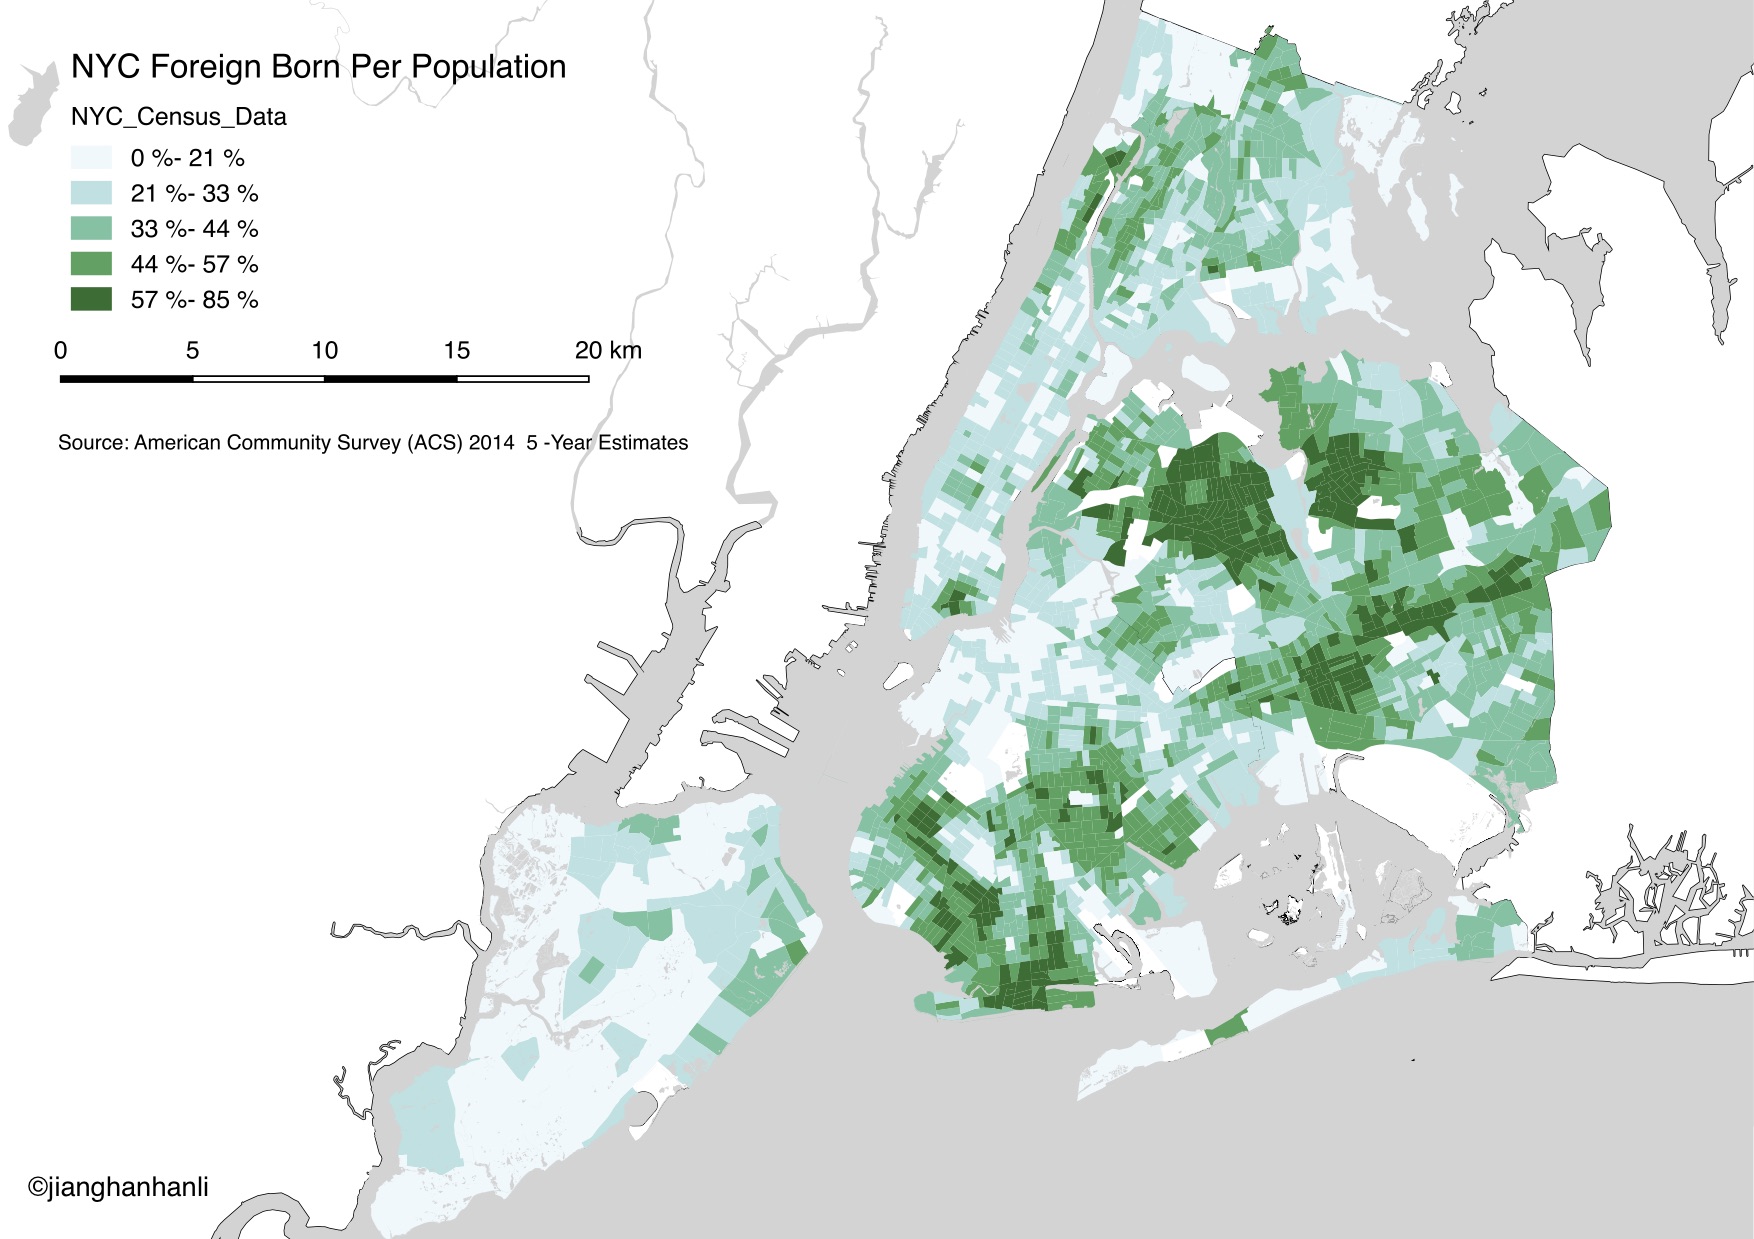 NYC Foreign Born Per Population
NYC_Census_Data
0 %- 21 %
21 %- 33 %
33 %- 44 %
44 %- 57 %
57 %- 85 %
0 5 10 15 20 km
Source: American Community Survey (ACS) 2014 5 -Year Estimates
©jianghanhanli